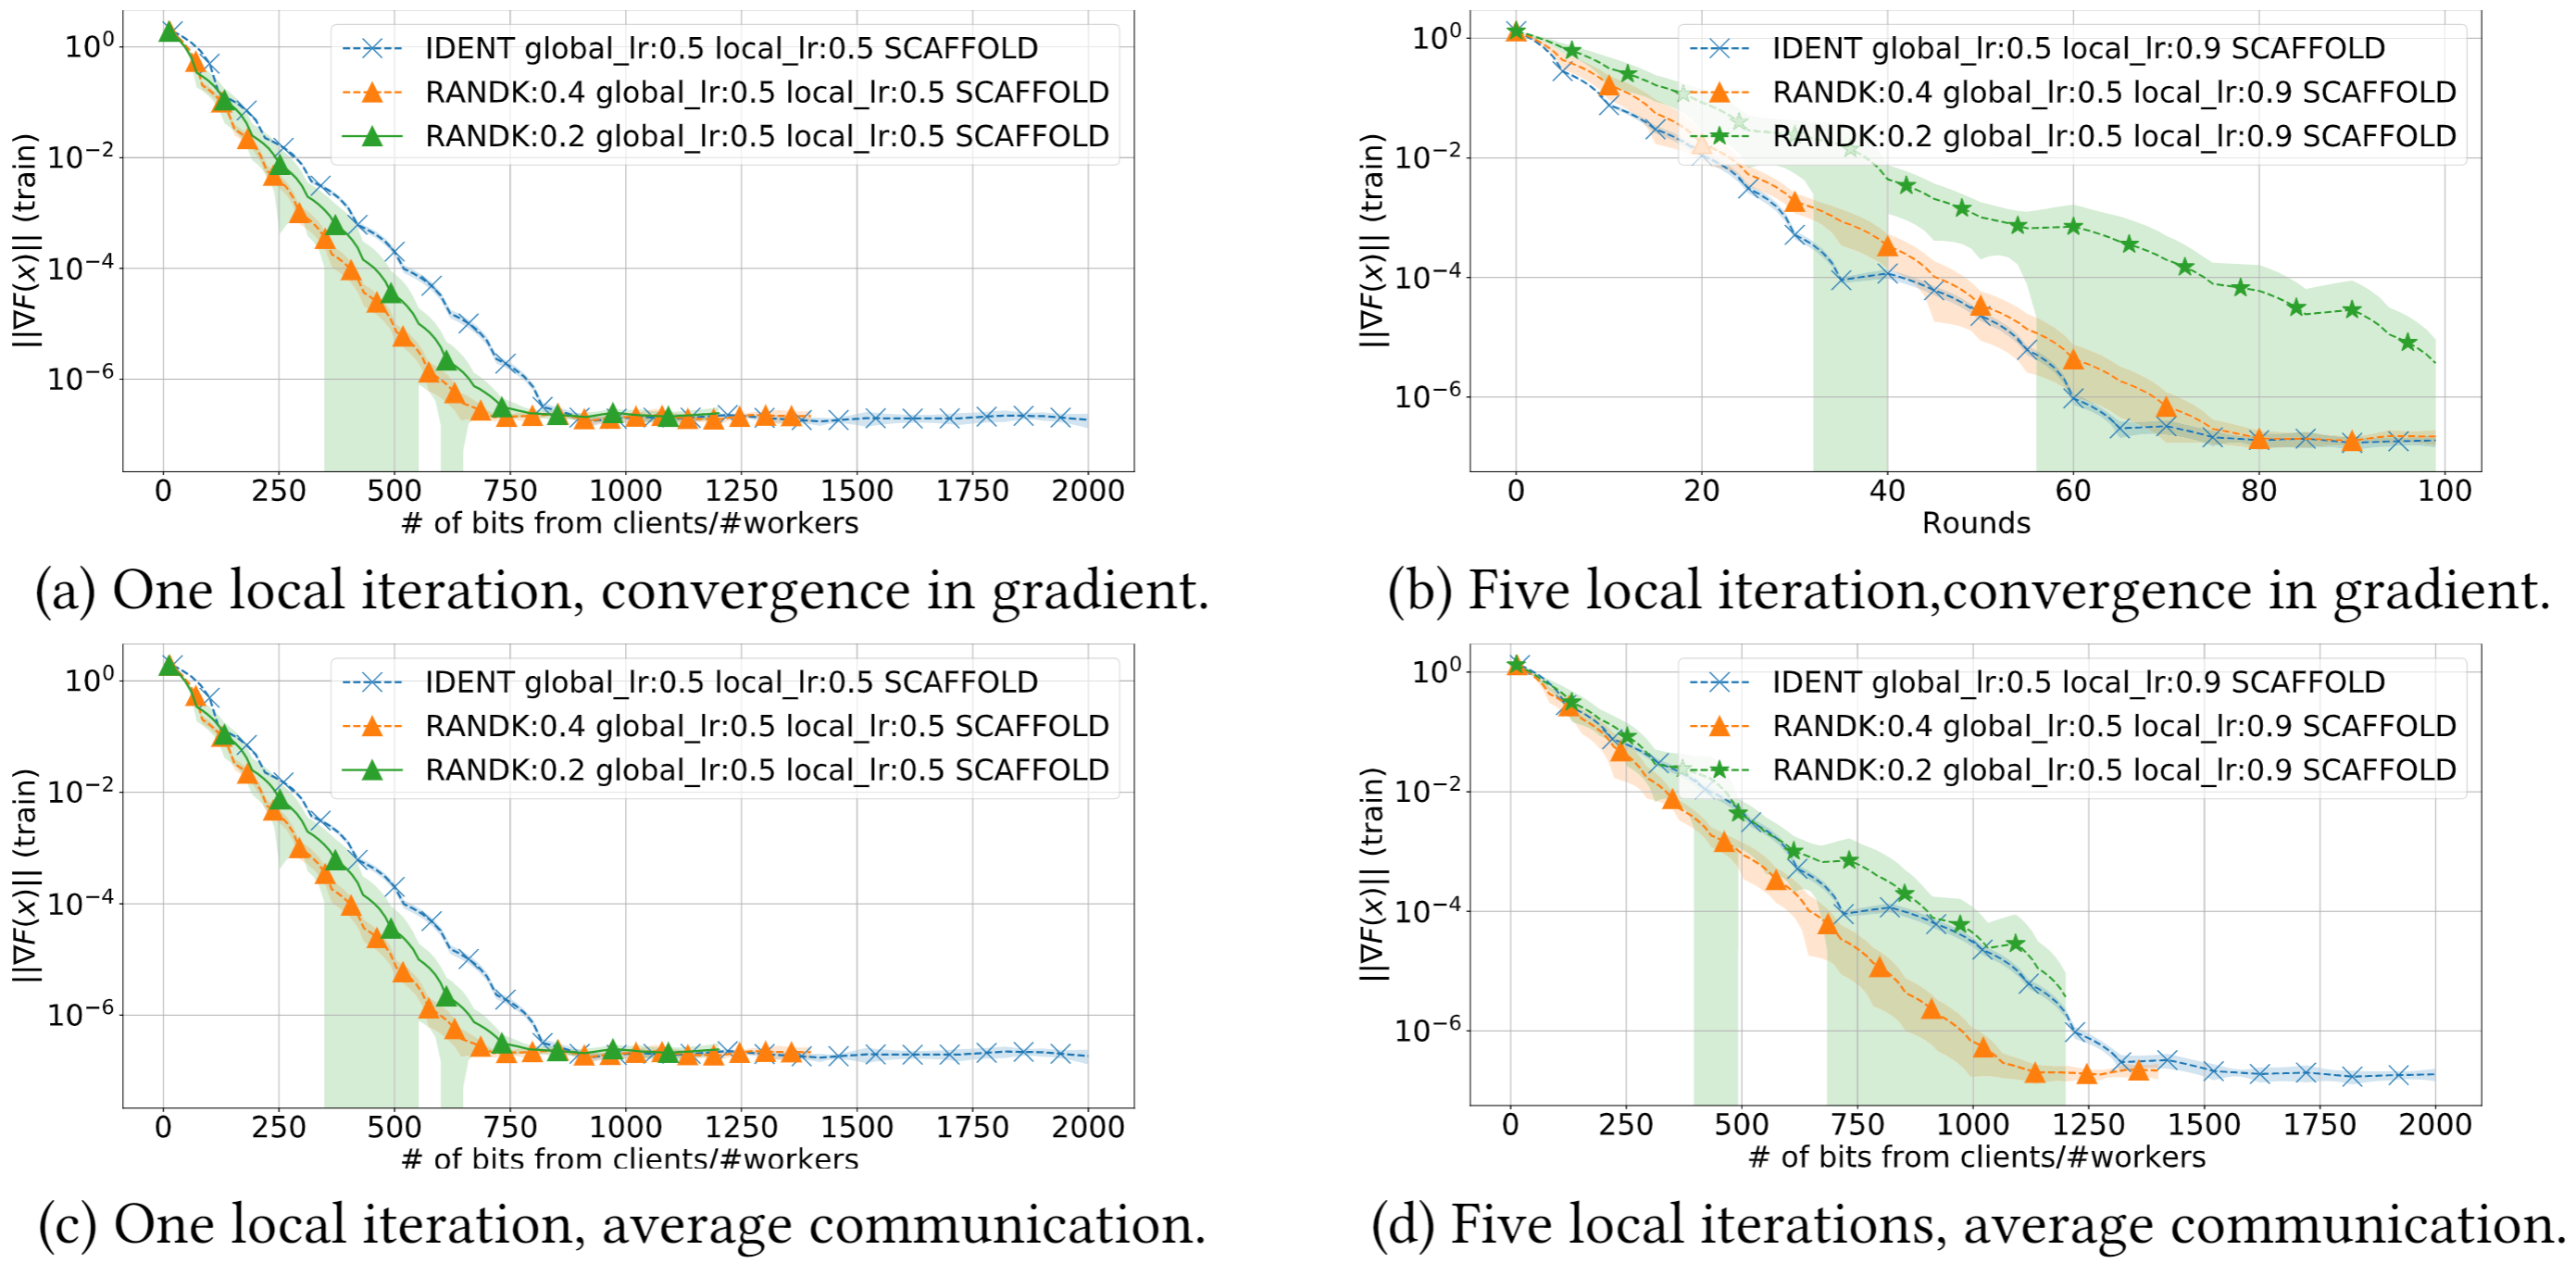 IDENT global_lr:0.5 local_lr:0.5 SCAFFOLD
RANDK:0.4 global_lr:0.5 local_lr:0.5 SCAFFOLD
RANDK:0.2 global_lr:0.5 local_lr:0.5 SCAFFOLD
||∇F(x)|| (train)
10⁰
10⁻²
10⁻⁴
10⁻⁶
0 250 500 750 1000 1250 1500 1750 2000
# of bits from clients/#workers
(a) One local iteration, convergence in gradient.
IDENT global_lr:0.5 local_lr:0.9 SCAFFOLD
RANDK:0.4 global_lr:0.5 local_lr:0.9 SCAFFOLD
RANDK:0.2 global_lr:0.5 local_lr:0.9 SCAFFOLD
||∇F(x)|| (train)
10⁰
10⁻²
10⁻⁴
10⁻⁶
0 20 40 60 80 100
Rounds
(b) Five local iteration,convergence in gradient.
IDENT global_lr:0.5 local_lr:0.5 SCAFFOLD
RANDK:0.4 global_lr:0.5 local_lr:0.5 SCAFFOLD
RANDK:0.2 global_lr:0.5 local_lr:0.5 SCAFFOLD
||∇F(x)|| (train)
10⁰
10⁻²
10⁻⁴
10⁻⁶
0 250 500 750 1000 1250 1500 1750 2000
# of bits from clients/#workers
(c) One local iteration, average communication.
IDENT global_lr:0.5 local_lr:0.9 SCAFFOLD
RANDK:0.4 global_lr:0.5 local_lr:0.9 SCAFFOLD
RANDK:0.2 global_lr:0.5 local_lr:0.9 SCAFFOLD
||∇F(x)|| (train)
10⁰
10⁻²
10⁻⁴
10⁻⁶
0 250 500 750 1000 1250 1500 1750 2000
# of bits from clients/#workers
(d) Five local iterations, average communication.